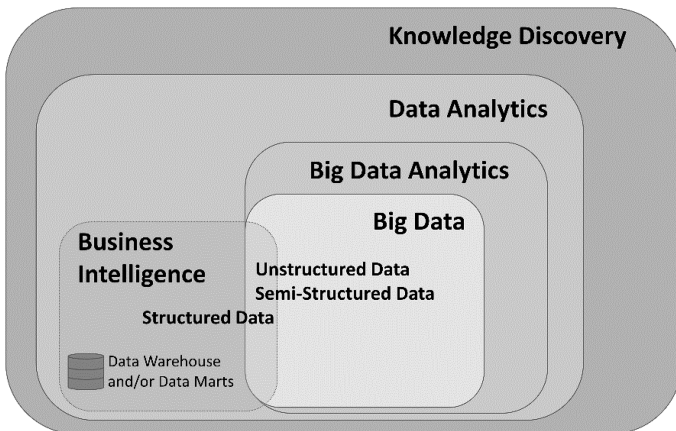 Knowledge Discovery
Data Analytics
Big Data Analytics
Big Data
Business
Intelligence
Unstructured Data
Semi-Structured Data
Structured Data
Data Warehouse
and/or Data Marts